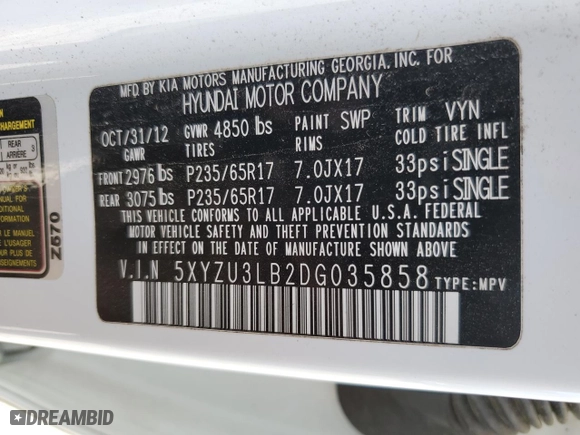 MFD. BY KIA MOTORS MANUFACTURING GEORGIA. INC. FOR
HYUNDAI MOTOR COMPANY
OCT/31/12 GVWR 4850 lbs PAINT SWP TRIM VYN
GAWR TIRES RIMS COLD TIRE INFL
FRONT 2976 lbs P235/65R17 7.0JX17 33psi SINGLE
REAR 3075 lbs P235/65R17 7.0JX17 33psi SINGLE
THIS VEHICLE CONFORMS TO ALL APPLICABLE U.S.A. FEDERAL
MOTOR VEHICLE SAFETY AND THEFT PREVENTION STANDARDS
IN EFFECT ON THE DATE OF MANUFACTURE SHOWN ABOVE.
V.I.N 5XYZU3LB2DG035858 TYPE:MPV
REAR
ARRIÈRE
3
Z670
DREAMBID